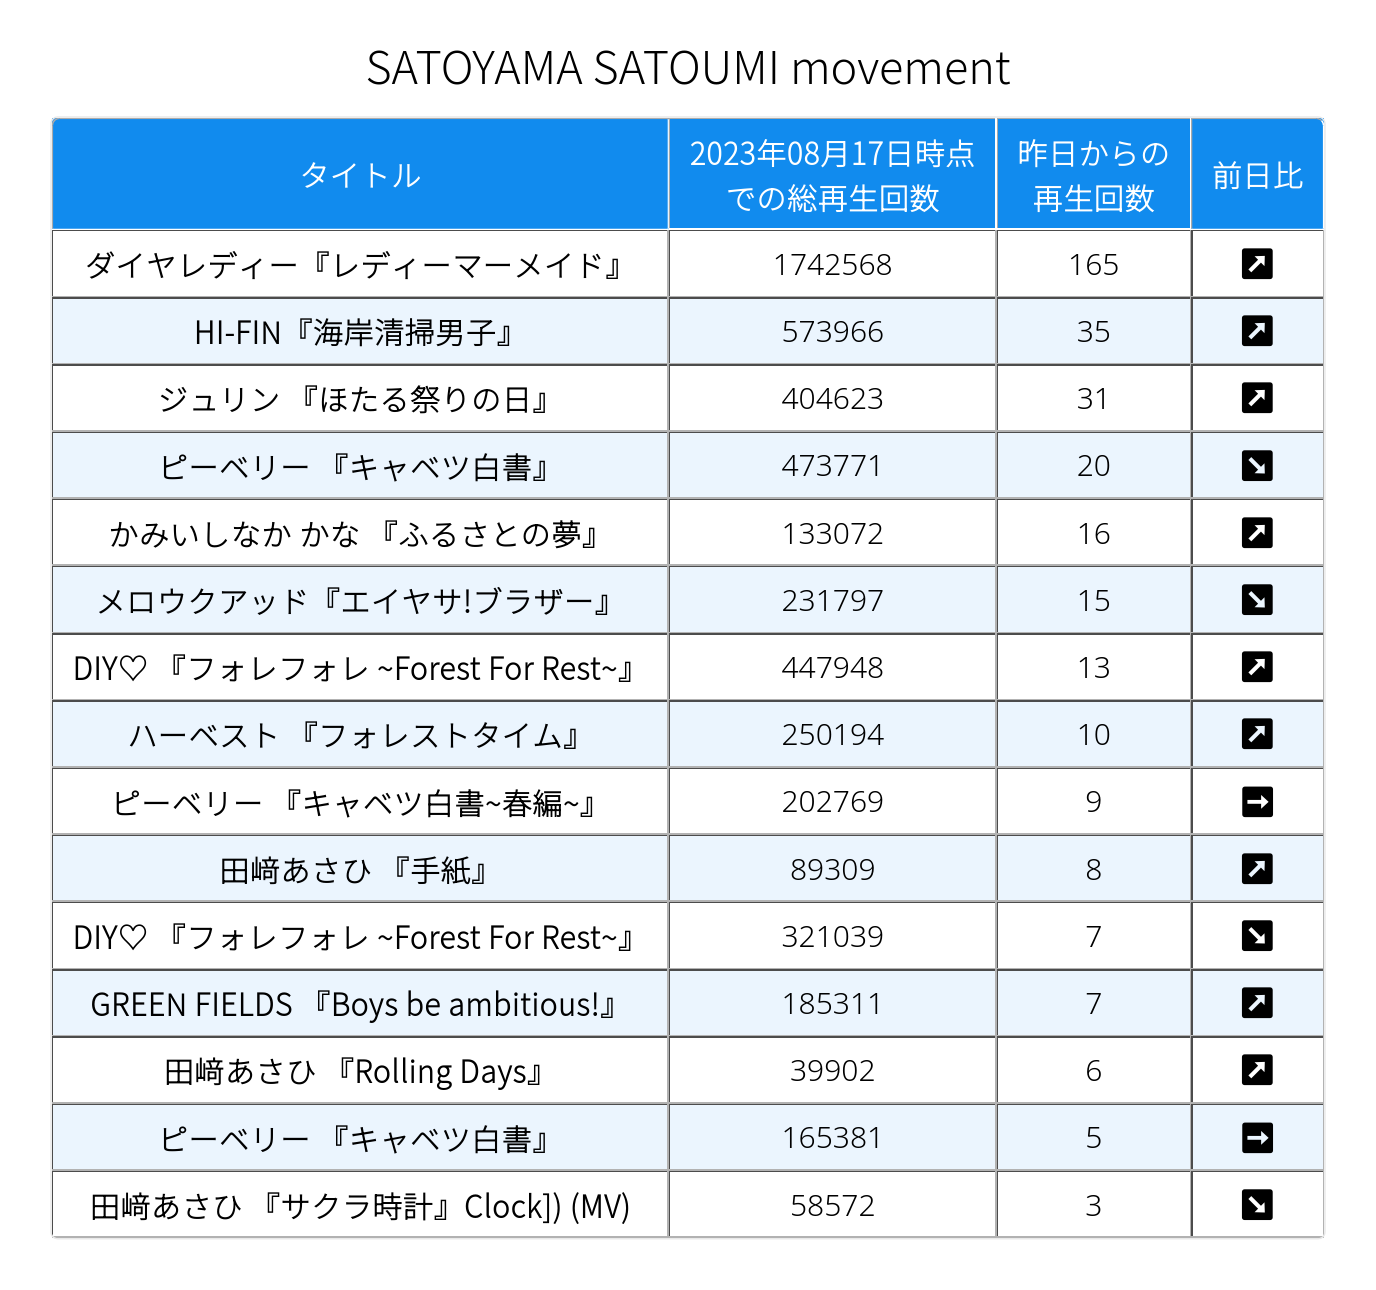 SATOYAMA SATOUMI movement
タイトル
2023年08月17日時点
での総再生回数
昨日からの
再生回数
前日比
ダイヤレディー『レディーマーメイド』 1742568 165
HI-FIN『海岸清掃男子』 573966 35
ジュリン 『ほたる祭りの日』 404623 31
ピーベリー 『キャベツ白書』 473771 20
かみいしなか かな 『ふるさとの夢』 133072 16
メロウクアッド『エイヤサ!ブラザー』 231797 15
DIY♡ 『フォレフォレ ~Forest For Rest~』 447948 13
ハーベスト 『フォレストタイム』 250194 10
ピーベリー 『キャベツ白書~春編~』 202769 9
田﨑あさひ 『手紙』 89309 8
DIY♡ 『フォレフォレ ~Forest For Rest~』 321039 7
GREEN FIELDS 『Boys be ambitious!』 185311 7
田﨑あさひ 『Rolling Days』 39902 6
ピーベリー 『キャベツ白書』 165381 5
田﨑あさひ 『サクラ時計』Clock]) (MV) 58572 3